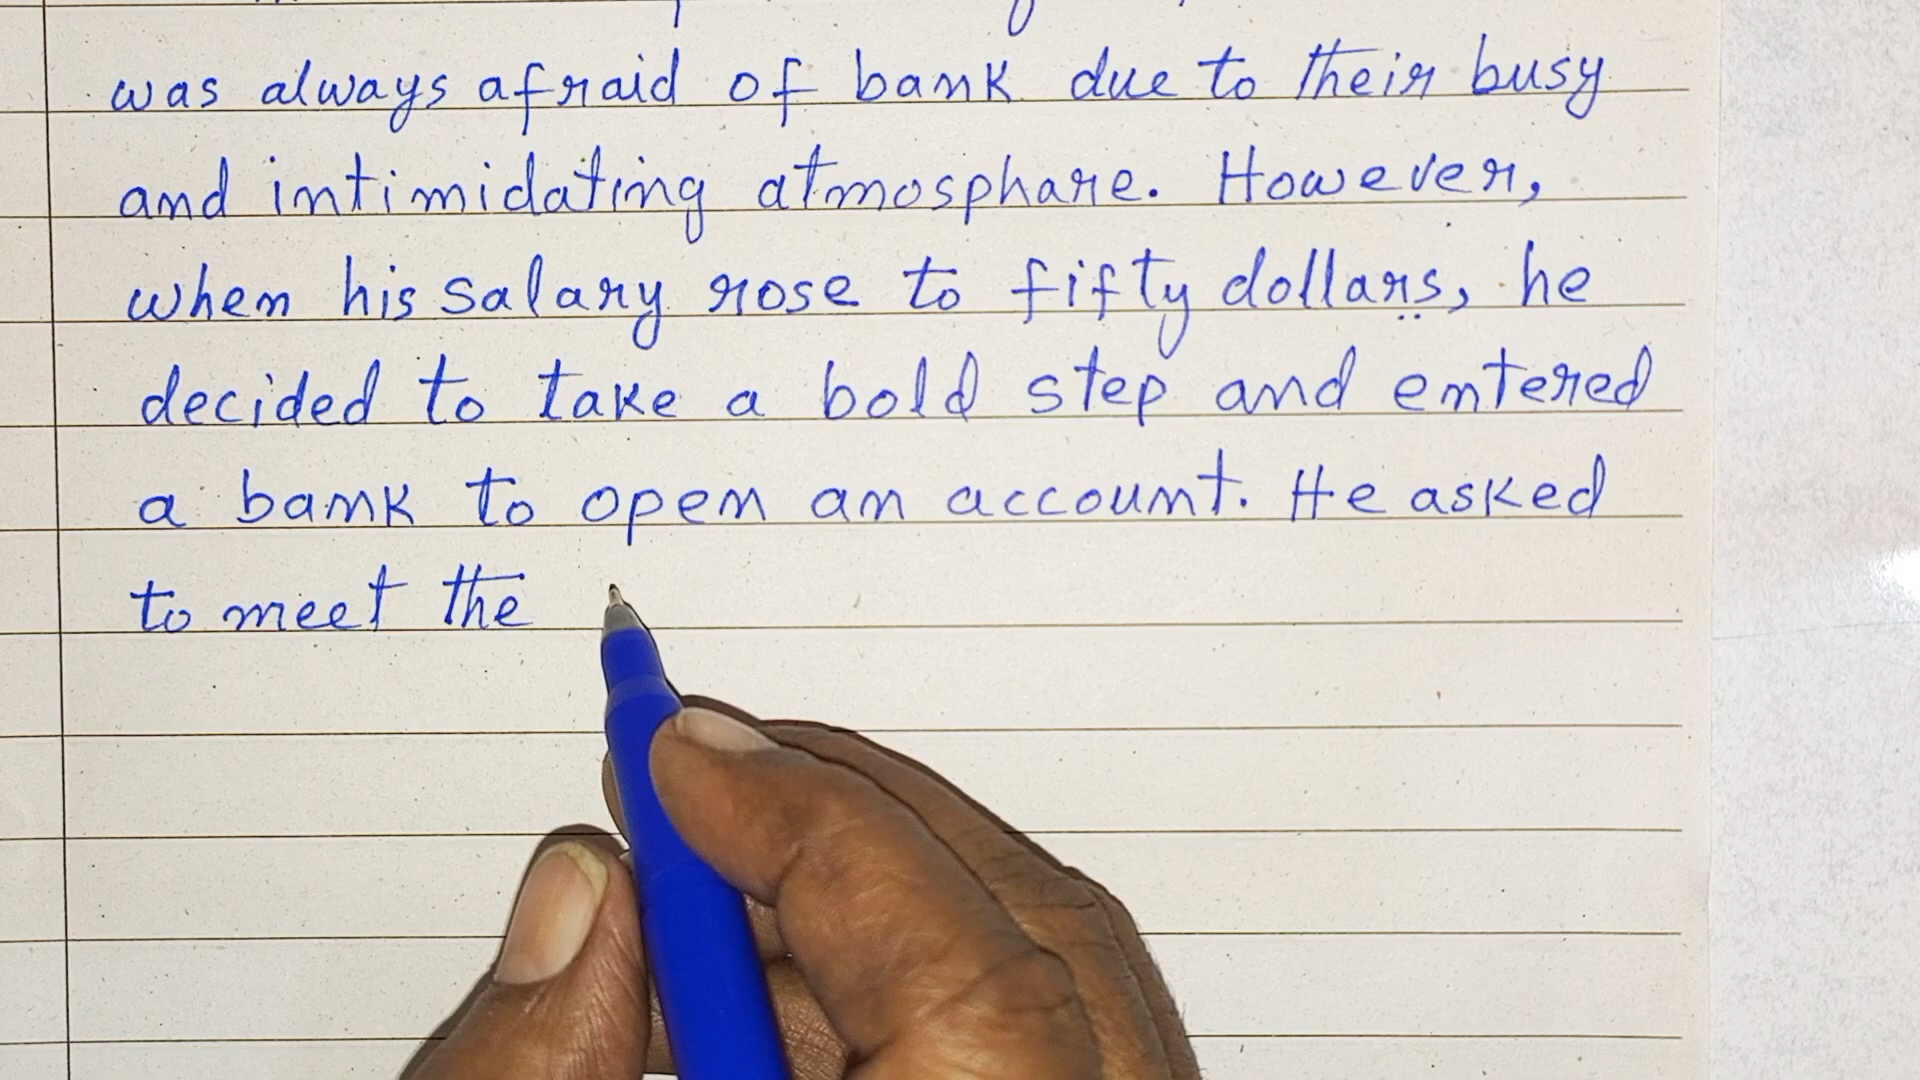 was always afraid of bank due to their busy
and intimidating atmosphare. However,
when his salary rose to fifty dollars, he
decided to take a bold step and entered
a bank to open an account. He asked
to meet the